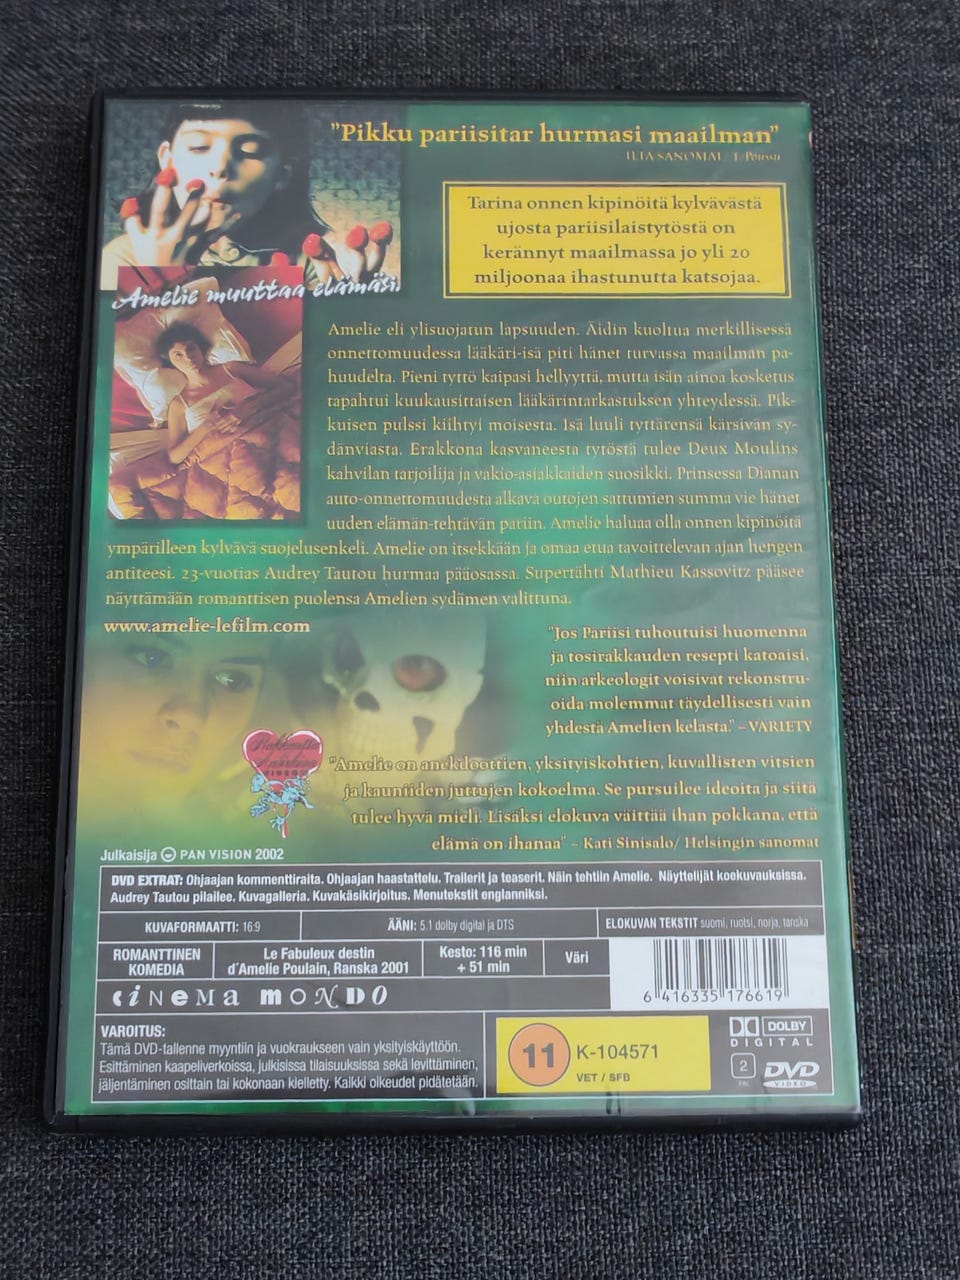 "Pikku pariisitar hurmasi maailman"
ILTA SANOMAT / T. Poussu
Tarina onnen kipinöitä kylvävästä
ujosta pariisilaistytöstä on
kerännyt maailmassa jo yli 20
miljoonaa ihastunutta katsojaa.
Amelie muuttaa elämäsi.
Amelie eli ylisuojatun lapsuuden. Äidin kuoltua merkillisessä
onnettomuudessa lääkäri-isä piti hänet turvassa maailman pa-
huudelta. Pieni tyttö kaipasi hellyyttä, mutta isän ainoa kosketus
tapahtui kuukausittaisen lääkärintarkastuksen yhteydessä. Pik-
kuisen pulssi kiihtyi moisesta. Isä luuli tyttärensä kärsivän sy-
dänviasta. Erakkona kasvaneesta tytöstä tulee Deux Moulins
kahvilan tarjoilija ja vakio-asiakkaiden suosikki. Prinsessa Dianan
auto-onnettomuudesta alkava outojen sattumien summa vie hänet
uuden elämän-tehtävän pariin. Amelie haluaa olla onnen kipinöitä
ympärilleen kylvävä suojelusenkeli. Amelie on itsekkään ja omaa etua tavoittelevan ajan hengen
antiteesi. 23-vuotias Audrey Tautou hurmaa pääosassa. Supertähti Mathieu Kassovitz pääsee
näyttämään romanttisen puolensa Amelien sydämen valittuna.
www.amelie-lefilm.com
"Jos Pariisi tuhoutuisi huomenna
ja tosirakkauden resepti katoaisi,
niin arkeologit voisivat rekonstru-
oida molemmat täydellisesti vain
yhdestä Amelien kelasta." – VARIETY
Rakkautta
& Anarkiaa
"Amelie on anekdoottien, yksityiskohtien, kuvallisten vitsien
ja kauniiden juttujen kokoelma. Se pursuilee ideoita ja siitä
tulee hyvä mieli. Lisäksi elokuva väittää ihan pokkana, että
elämä on ihanaa" – Kati Sinisalo/ Helsingin sanomat
Julkaisija PAN VISION 2002
DVD EXTRAT: Ohjaajan kommenttiraita. Ohjaajan haastattelu. Trailerit ja teaserit. Näin tehtiin Amelie. Näyttelijät koekuvauksissa.
Audrey Tautou pilailee. Kuvagalleria. Kuvakäsikirjoitus. Menutekstit englanniksi.
KUVAFORMAATTI: 16:9
ÄÄNI: 5.1 dolby digital ja DTS
ELOKUVAN TEKSTIT suomi, ruotsi, norja, tanska
ROMANTTINEN
KOMEDIA
Le Fabuleux destin
d´Amelie Poulain, Ranska 2001
Kesto: 116 min
+ 51 min
Väri
6 416335 176619
CiNEMA MONDO
VAROITUS:
Tämä DVD-tallenne myyntiin ja vuokraukseen vain yksityiskäyttöön.
Esittäminen kaapeliverkoissa, julkisissa tilaisuuksissa sekä levittäminen,
jäljentäminen osittain tai kokonaan kielletty. Kaikki oikeudet pidätetään.
11
K-104571
VET / SFB
DOLBY
DIGITAL
2
PAL
DVD
VIDEO